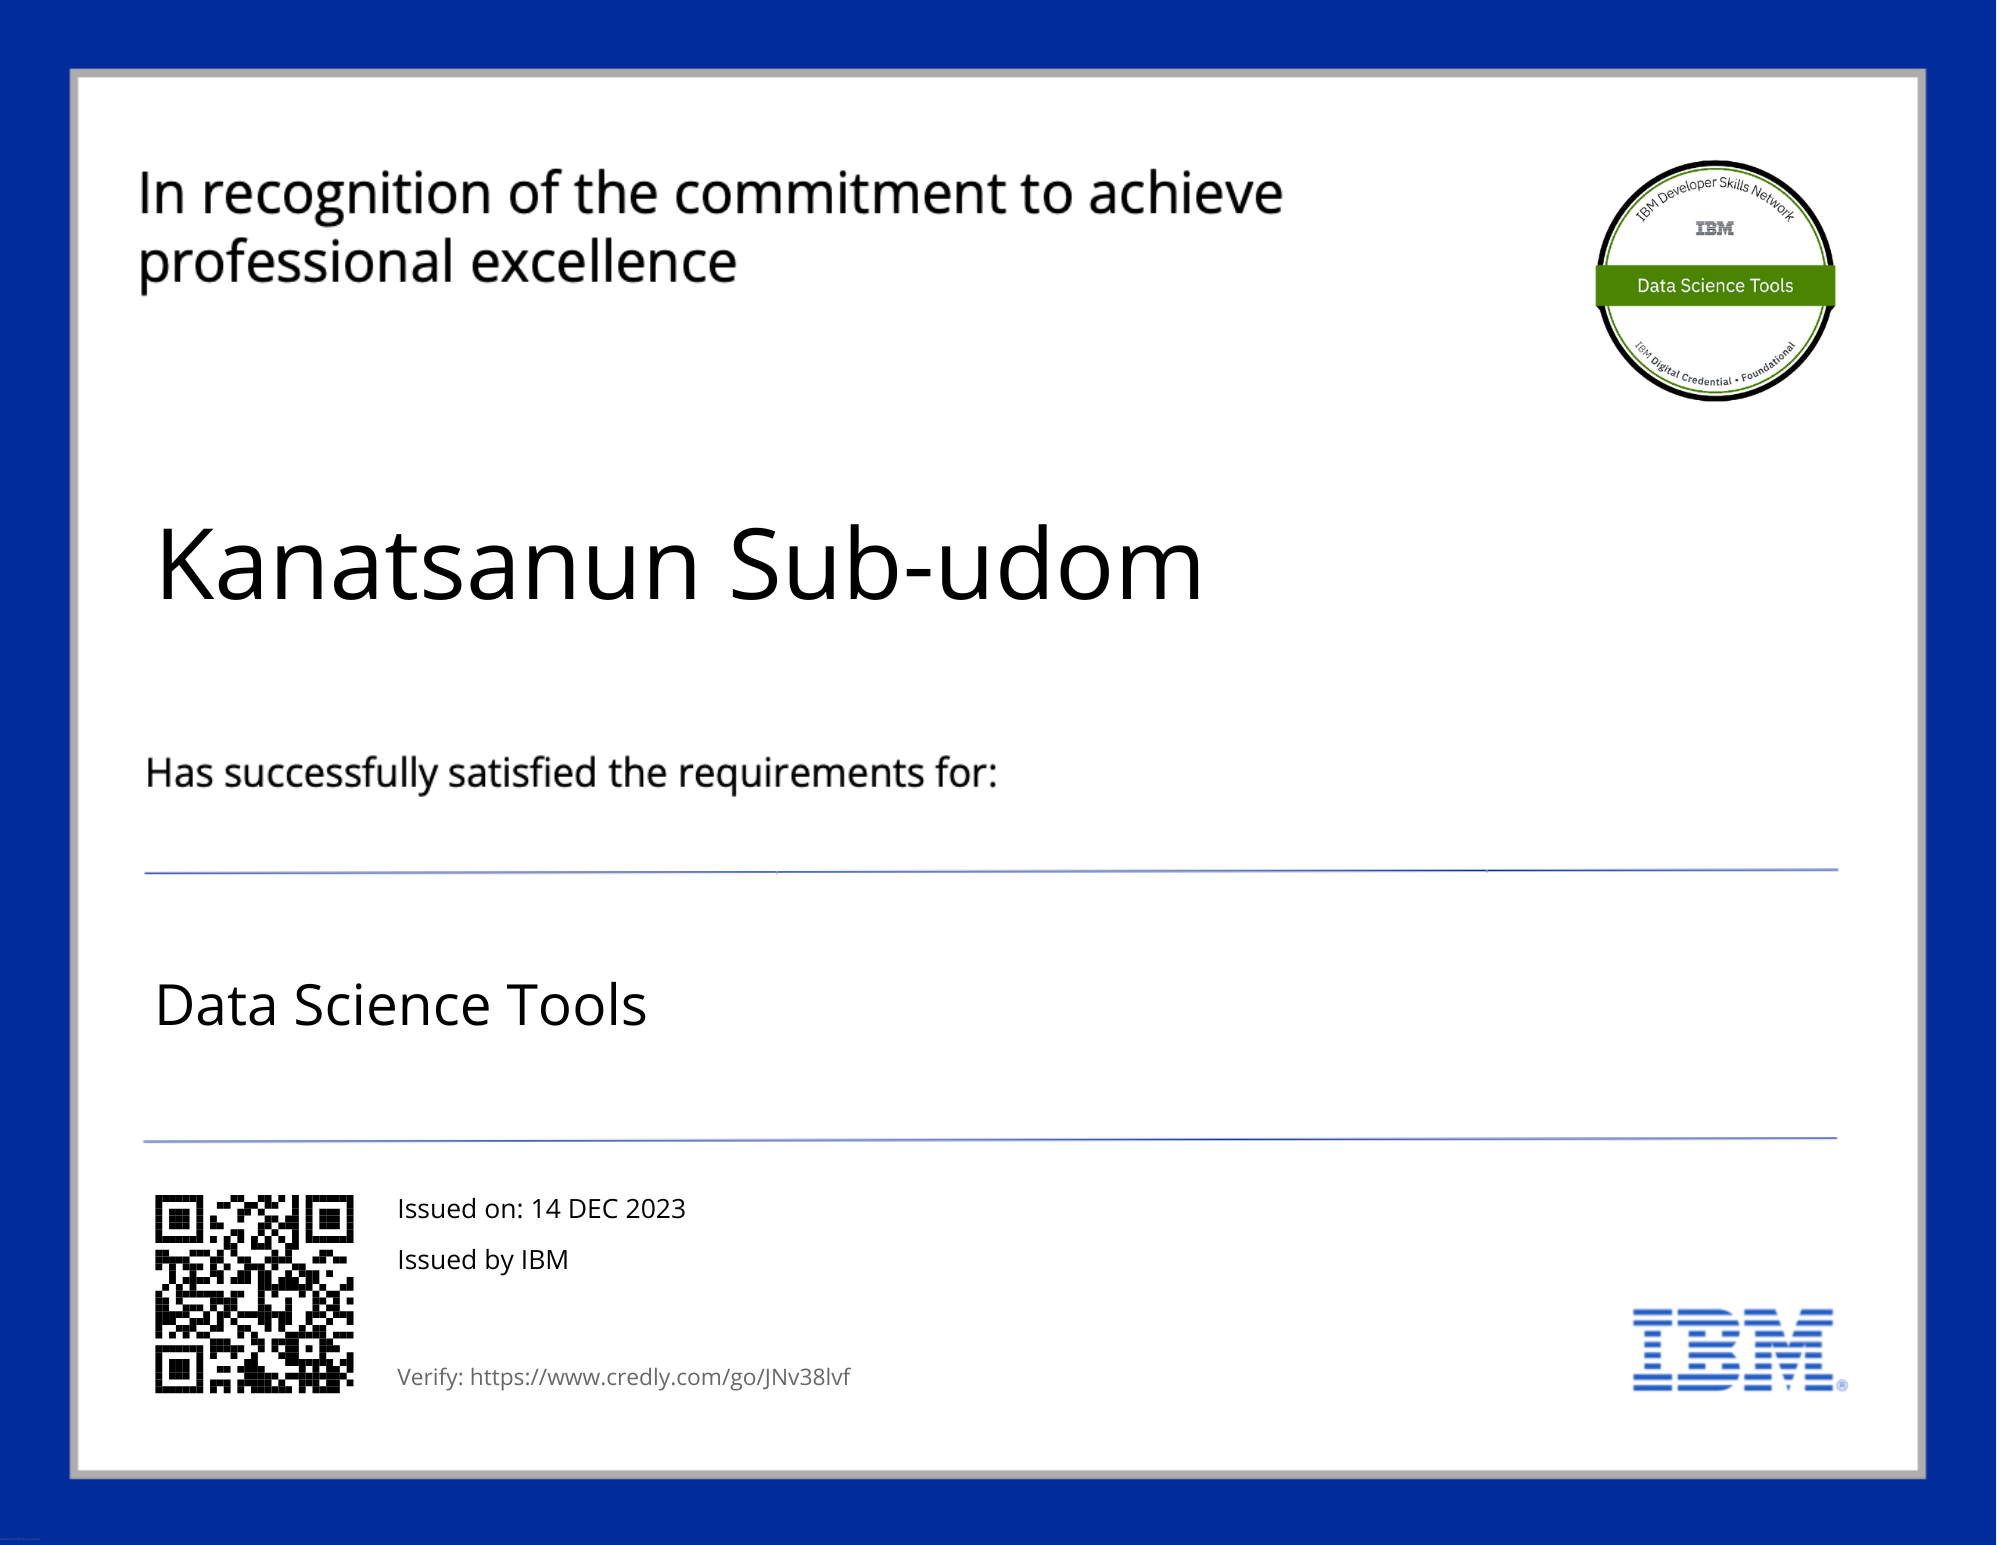 In recognition of the commitment to achieve
professional excellence
IBM Developer Skills Network
IBM
Data Science Tools
IBM Digital Credential • Foundational
Kanatsanun Sub-udom
Has successfully satisfied the requirements for:
Data Science Tools
Issued on: 14 DEC 2023
Issued by IBM
Verify: https://www.credly.com/go/JNv38lvf
IBM®